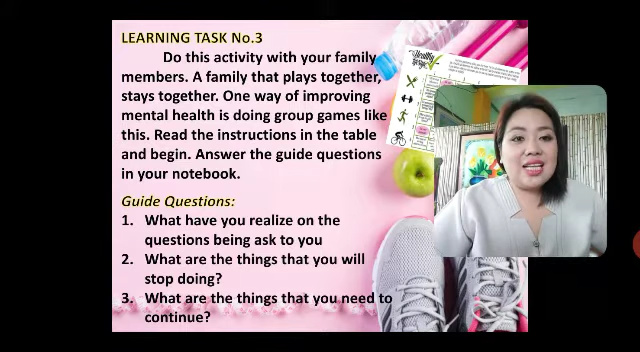 LEARNING TASK No.3
Do this activity with your family
members. A family that plays together,
stays together. One way of improving
mental health is doing group games like
this. Read the instructions in the table
and begin. Answer the guide questions
in your notebook.
Guide Questions:
1. What have you realize on the
questions being ask to you
2. What are the things that you will
stop doing?
3. What are the things that you need to
continue?
Healthy